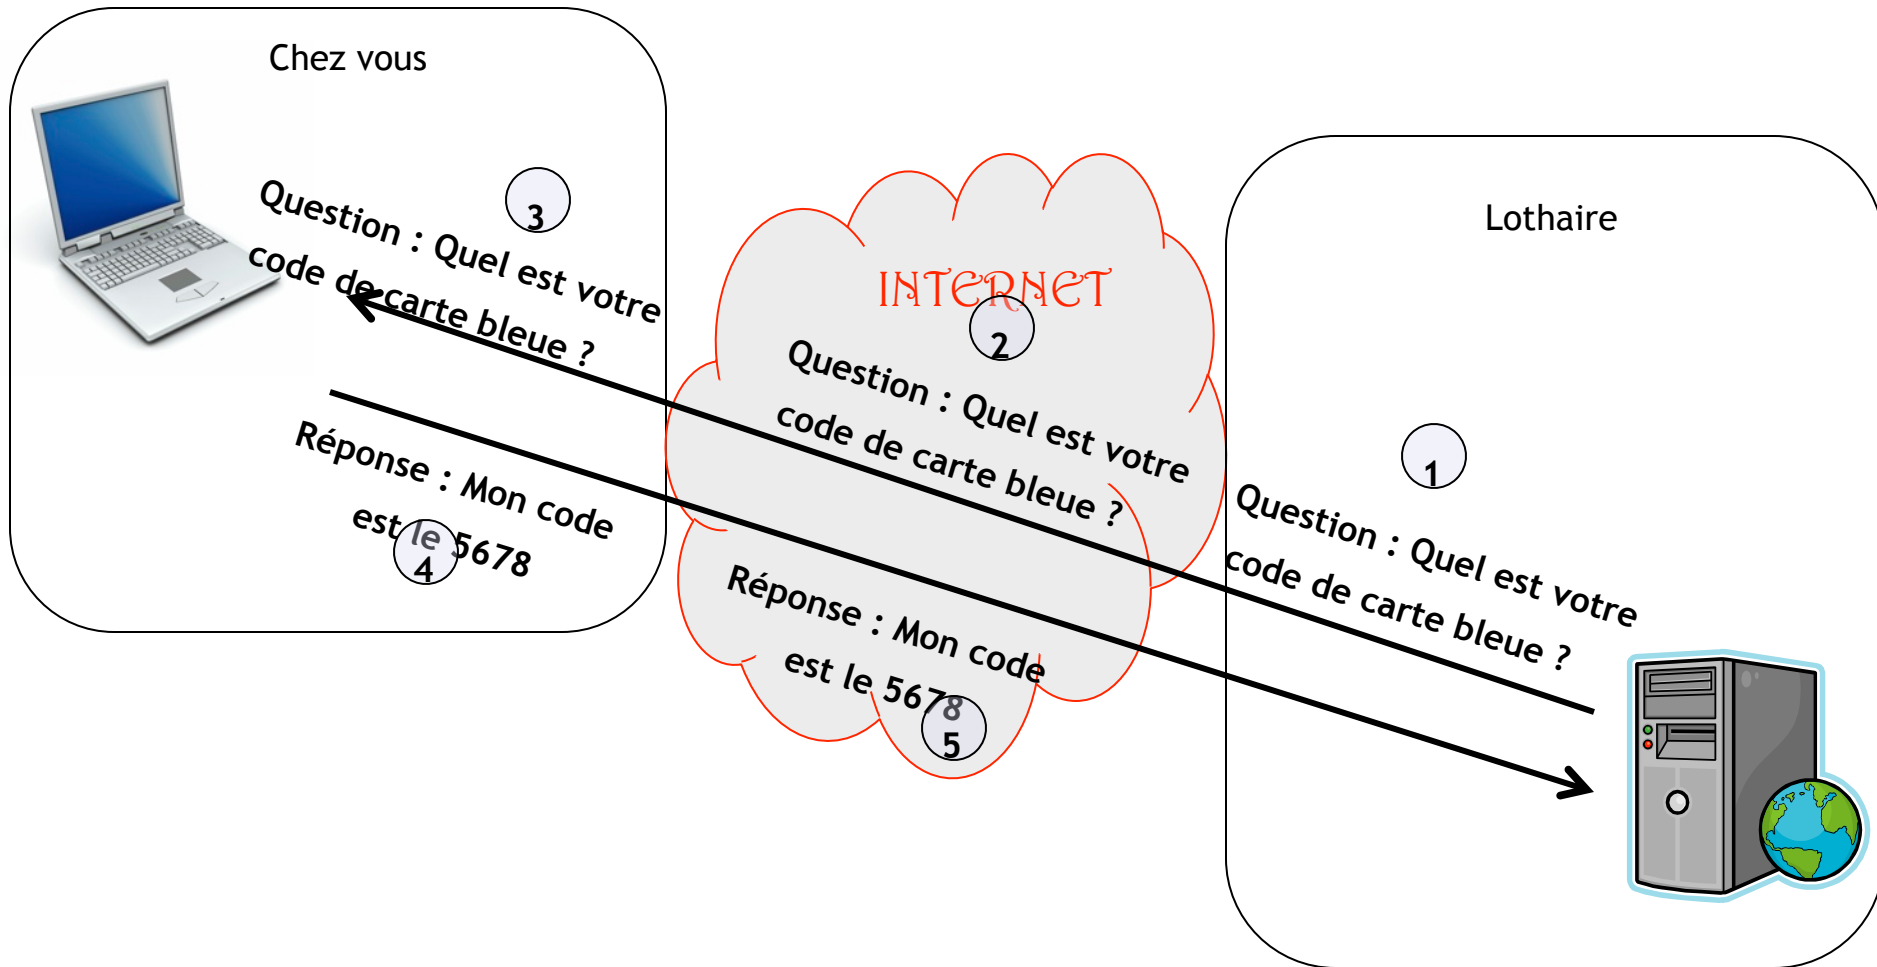 Chez vous
3
Question : Quel est votre
code de carte bleue ?
Réponse : Mon code
est le 5678
4
INTERNET
2
Question : Quel est votre
code de carte bleue ?
Réponse : Mon code
est le 5678
5
Lothaire
1
Question : Quel est votre
code de carte bleue ?